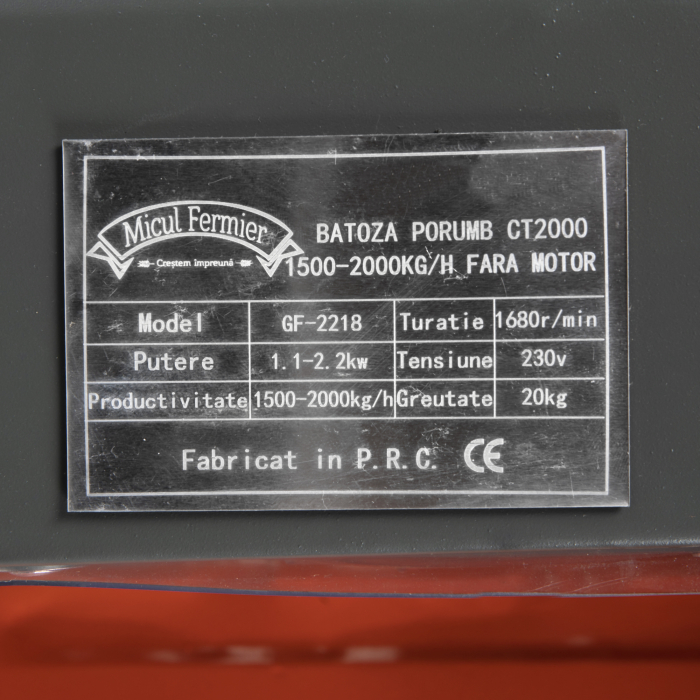 Micul Fermier
Creștem împreună
BATOZA PORUMB CT2000
1500-2000KG/H FARA MOTOR
Model GF-2218 Turatie 1680r/min
Putere 1.1-2.2kw Tensiune 230v
Productivitate 1500-2000kg/h Greutate 20kg
Fabricat in P.R.C. CE